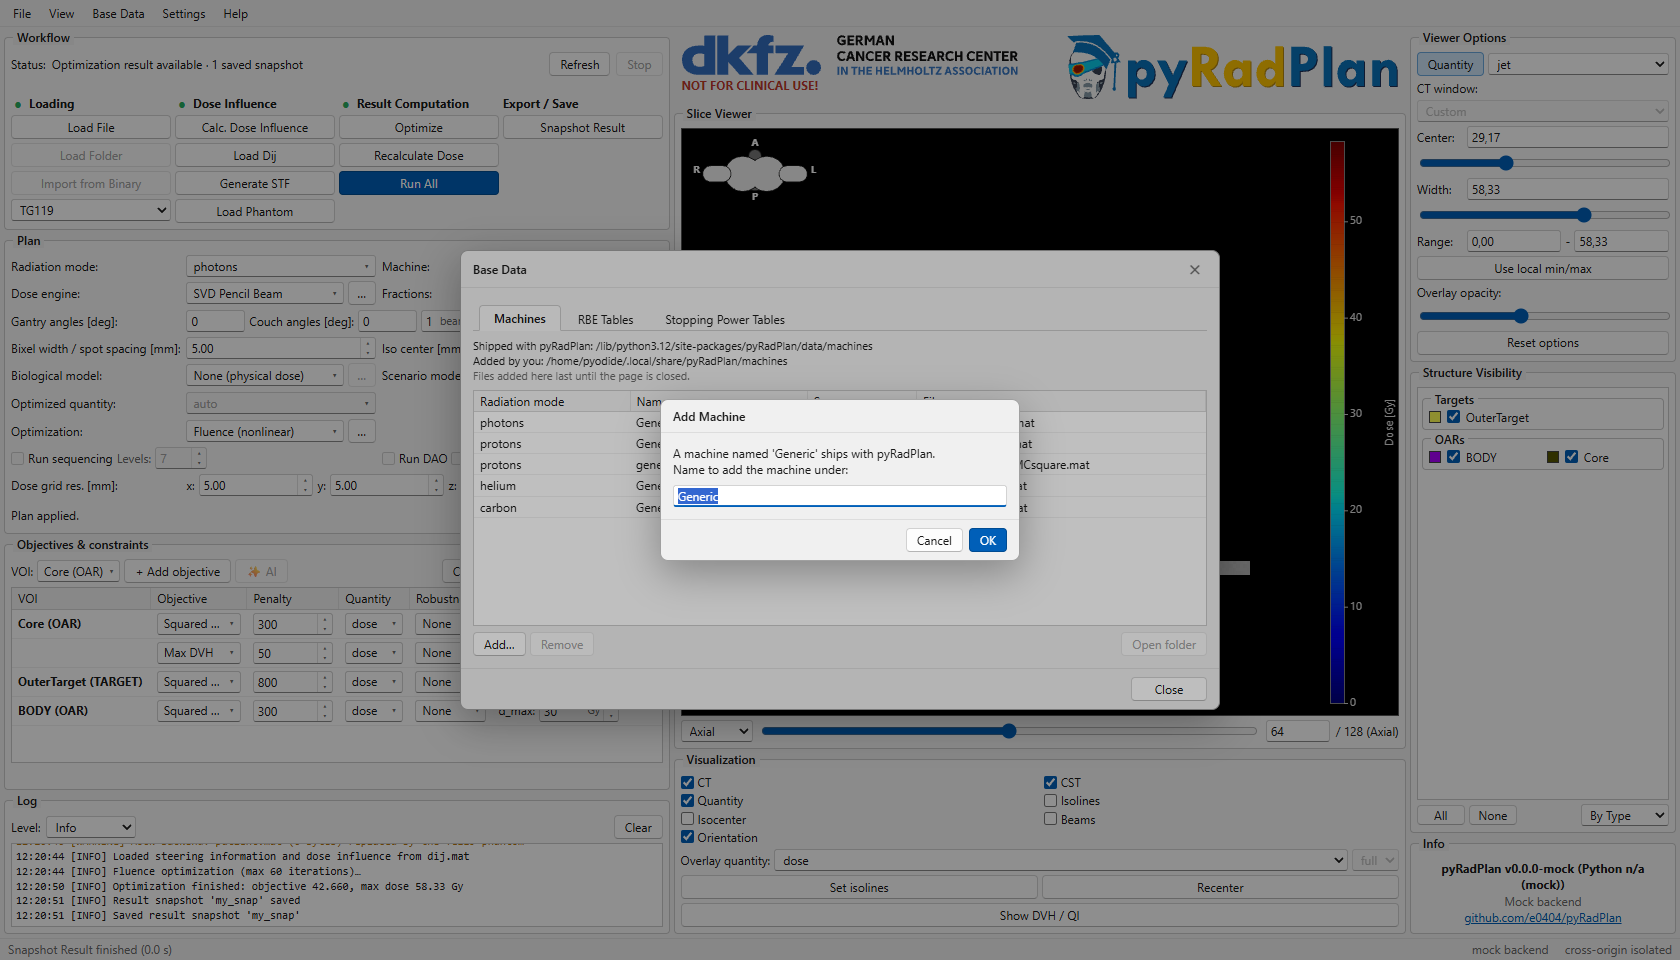 File View Base Data Settings Help
Workflow
Status: Optimization result available · 1 saved snapshot
Refresh
Stop
Loading
Dose Influence
Result Computation
Export / Save
Load File
Calc. Dose Influence
Optimize
Snapshot Result
Load Folder
Load Dij
Recalculate Dose
Import from Binary
Generate STF
Run All
TG119
Load Phantom
Plan
Radiation mode: photons Machine:
Dose engine: SVD Pencil Beam ... Fractions:
Gantry angles [deg]: 0 Couch angles [deg]: 0 1
Bixel width / spot spacing [mm]: 5.00 Iso center [mm
Biological model: None (physical dose) ... Scenario mode
Optimized quantity: auto
Optimization: Fluence (nonlinear) ...
Run sequencing Levels: 7 Run DAO
Dose grid res. [mm]: x: 5.00 y: 5.00 z:
Plan applied.
Objectives & constraints
VOI: Core (OAR) + Add objective ✨ AI
VOI Objective Penalty Quantity Robustn
Core (OAR) Squared ... 300 dose None
Max DVH 50 dose None
OuterTarget (TARGET) Squared ... 800 dose None
BODY (OAR) Squared ... 300 dose None d_max: 30 Gy
Log
Level: Info
Clear
12:20:44 [INFO] Loaded steering information and dose influence from dij.mat
12:20:44 [INFO] Fluence optimization (max 60 iterations)…
12:20:50 [INFO] Optimization finished: objective 42.660, max dose 58.33 Gy
12:20:51 [INFO] Result snapshot 'my_snap' saved
12:20:51 [INFO] Saved result snapshot 'my_snap'
Snapshot Result finished (0.0 s)
dkfz.
NOT FOR CLINICAL USE!
GERMAN
CANCER RESEARCH CENTER
IN THE HELMHOLTZ ASSOCIATION
pyRadPlan
Slice Viewer
A
R L
P
50
40
30
20
10
0
Dose [Gy]
Axial
64
/ 128 (Axial)
Base Data
Machines
RBE Tables
Stopping Power Tables
Shipped with pyRadPlan: /lib/python3.12/site-packages/pyRadPlan/data/machines
Added by you: /home/pyodide/.local/share/pyRadPlan/machines
Files added here last until the page is closed.
Radiation mode
photons
protons
protons
helium
carbon
Add...
Remove
Open folder
Close
Add Machine
A machine named 'Generic' ships with pyRadPlan.
Name to add the machine under:
Generic
Cancel
OK
Visualization
CT
CST
Quantity
Isolines
Isocenter
Beams
Orientation
Overlay quantity: dose full
Set isolines
Recenter
Show DVH / QI
Viewer Options
Quantity
jet
CT window:
Custom
Center: 29,17
Width: 58,33
Range: 0,00 - 58,33
Use local min/max
Overlay opacity:
Reset options
Structure Visibility
Targets
OuterTarget
OARs
BODY
Core
All
None
By Type
Info
pyRadPlan v0.0.0-mock (Python n/a
(mock))
Mock backend
github.com/e0404/pyRadPlan
mock backend
cross-origin isolated